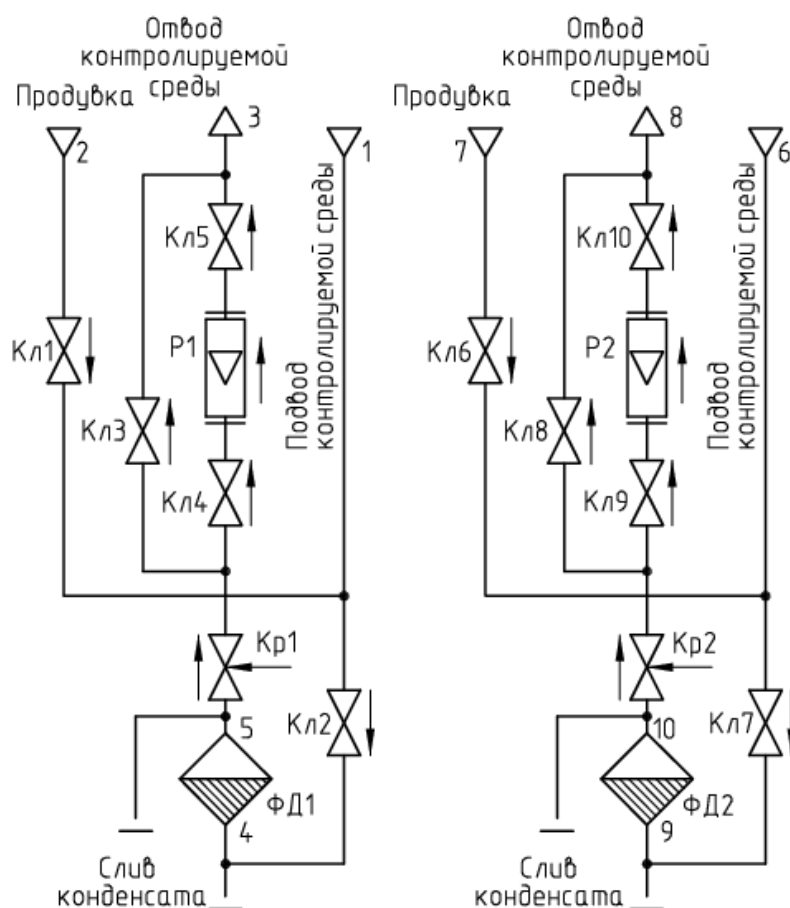 Отвод
контролируемой
среды
Продувка
3
2
1
Кл5
Подвод
контролируемой среды
Кл1
Р1
Кл3
Кл4
Кр1
5
Кл2
ФД1
4
Слив
конденсата
Отвод
контролируемой
среды
Продувка
8
7
6
Кл10
Подвод
контролируемой среды
Кл6
Р2
Кл8
Кл9
Кр2
10
Кл7
ФД2
9
Слив
конденсата